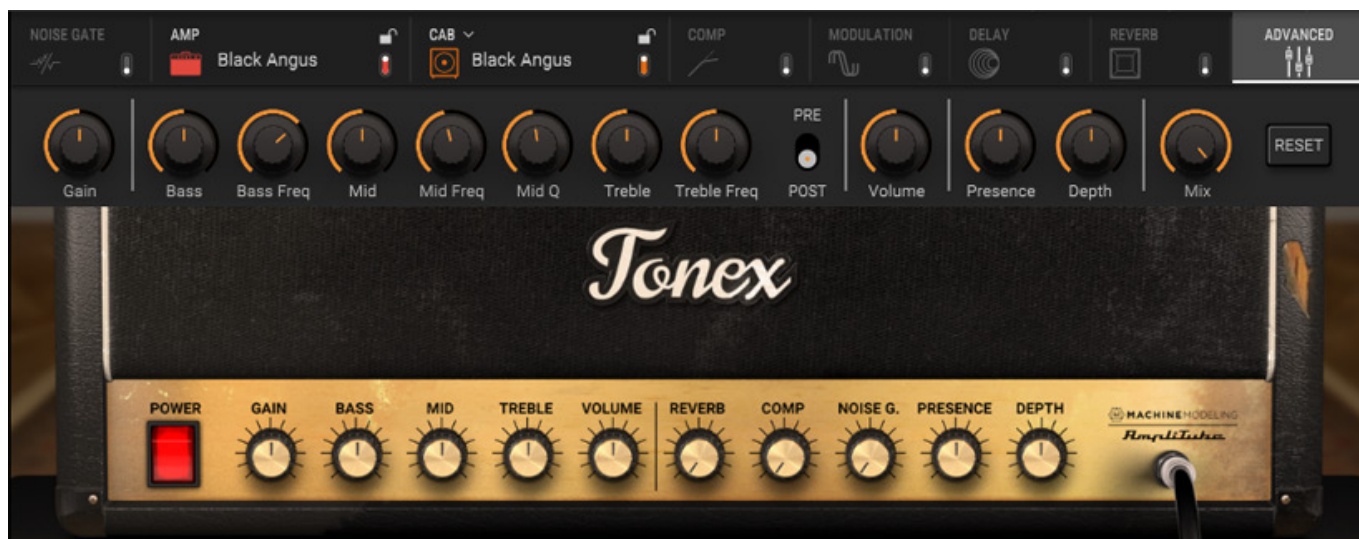 NOISE GATE
AMP
Black Angus
CAB
Black Angus
COMP
MODULATION
DELAY
REVERB
ADVANCED
Gain
Bass
Bass Freq
Mid
Mid Freq
Mid Q
Treble
Treble Freq
PRE
POST
Volume
Presence
Depth
Mix
RESET
Tonex
POWER GAIN BASS MID TREBLE VOLUME REVERB COMP NOISE G. PRESENCE DEPTH
MACHINEMODELING
AmpliTube